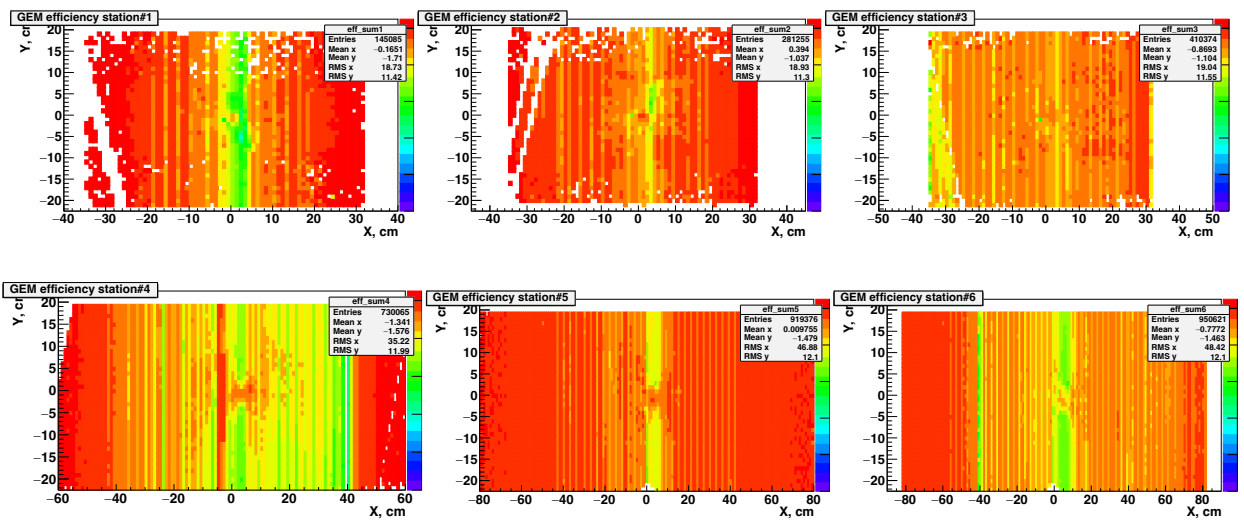 GEM efficiency station#1
eff_sum1
Entries 145085
Mean x −0.1651
Mean y −1.71
RMS x 18.73
RMS y 11.42
20
15
10
5
0
−5
−10
−15
−20
−40 −30 −20 −10 0 10 20 30 40
X, cm
GEM efficiency station#2
Y, cm
eff_sum2
Entries 281255
Mean x 0.394
Mean y −1.037
RMS x 18.93
RMS y 11.3
20
15
10
5
0
−5
−10
−15
−20
−40 −30 −20 −10 0 10 20 30 40
X, cm
GEM efficiency station#3
eff_sum3
Entries 410374
Mean x −0.8693
Mean y −1.104
RMS x 19.04
RMS y 11.55
20
15
10
5
0
−5
−10
−15
−20
−50 −40 −30 −20 −10 0 10 20 30 40 50
X, cm
GEM efficiency station#4
eff_sum4
Entries 730065
Mean x −1.341
Mean y −1.576
RMS x 35.22
RMS y 11.99
20
15
10
5
0
−5
−10
−15
−20
−60 −40 −20 0 20 40 60
X, cm
GEM efficiency station#5
eff_sum5
Entries 919376
Mean x 0.009755
Mean y −1.479
RMS x 46.88
RMS y 12.1
20
15
10
5
0
−5
−10
−15
−20
−80 −60 −40 −20 0 20 40 60 80
X, cm
GEM efficiency station#6
eff_sum6
Entries 950621
Mean x −0.7772
Mean y −1.463
RMS x 48.42
RMS y 12.1
20
15
10
5
0
−5
−10
−15
−20
−80 −60 −40 −20 0 20 40 60 80
X, cm